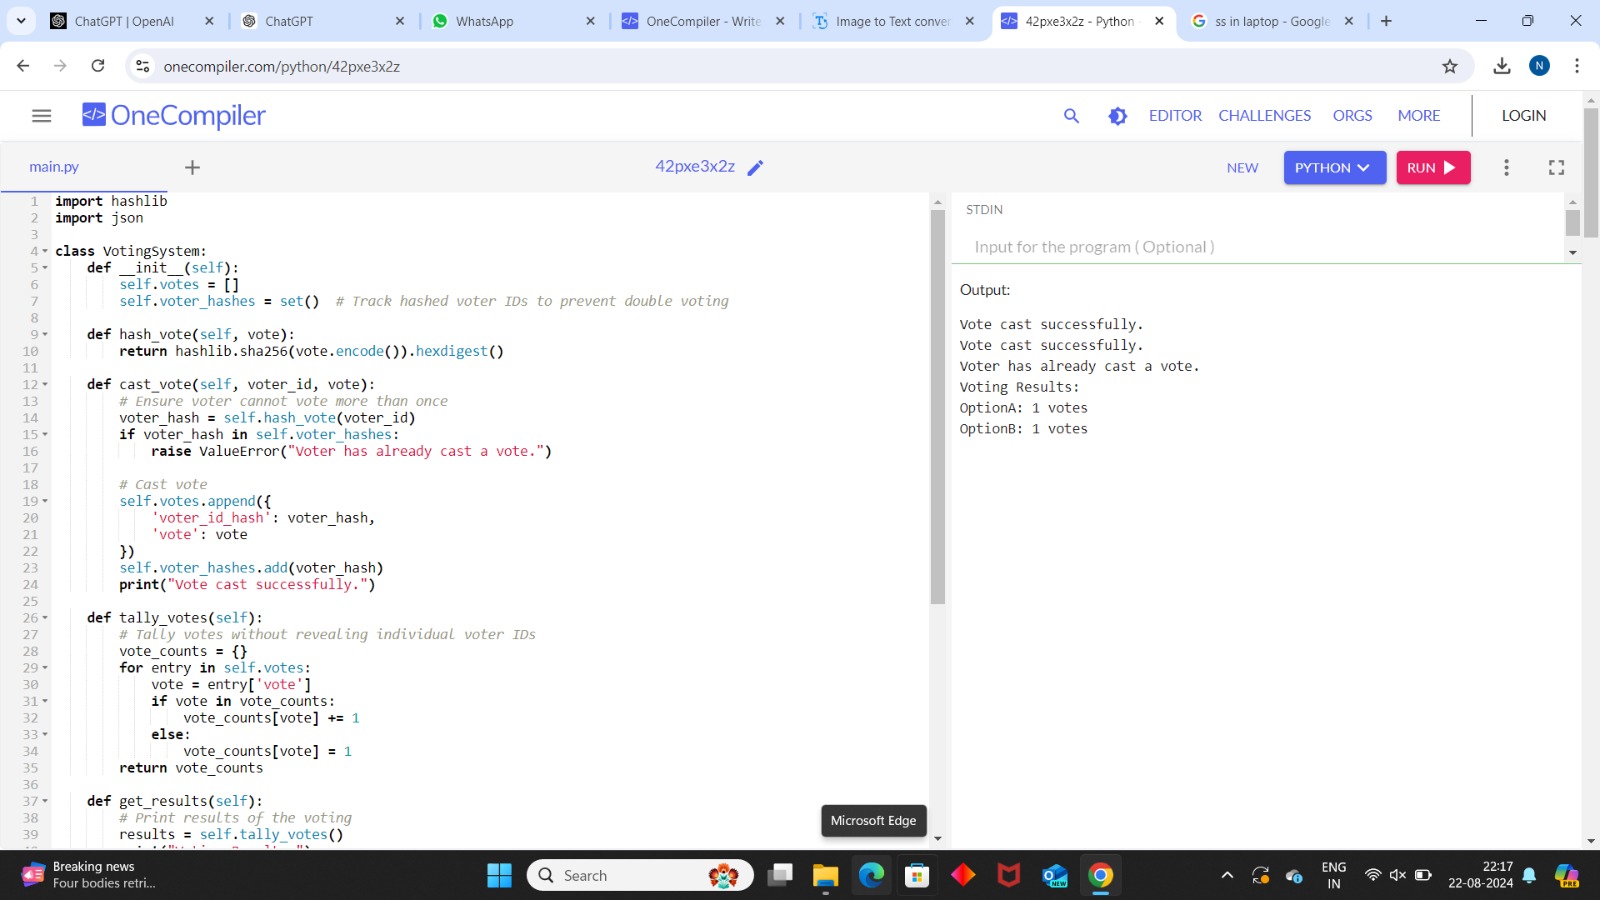 ChatGPT | OpenAI
ChatGPT
WhatsApp
OneCompiler - Write
Image to Text conver
42pxe3x2z - Python
ss in laptop - Google
onecompiler.com/python/42pxe3x2z
N
</> OneCompiler
EDITOR
CHALLENGES
ORGS
MORE
LOGIN
main.py
42pxe3x2z
NEW
PYTHON
RUN
1 import hashlib
2 import json
3
4 class VotingSystem:
5     def __init__(self):
6         self.votes = []
7         self.voter_hashes = set()  # Track hashed voter IDs to prevent double voting
8
9     def hash_vote(self, vote):
10         return hashlib.sha256(vote.encode()).hexdigest()
11
12     def cast_vote(self, voter_id, vote):
13         # Ensure voter cannot vote more than once
14         voter_hash = self.hash_vote(voter_id)
15         if voter_hash in self.voter_hashes:
16             raise ValueError("Voter has already cast a vote.")
17
18         # Cast vote
19         self.votes.append({
20             'voter_id_hash': voter_hash,
21             'vote': vote
22         })
23         self.voter_hashes.add(voter_hash)
24         print("Vote cast successfully.")
25
26     def tally_votes(self):
27         # Tally votes without revealing individual voter IDs
28         vote_counts = {}
29         for entry in self.votes:
30             vote = entry['vote']
31             if vote in vote_counts:
32                 vote_counts[vote] += 1
33             else:
34                 vote_counts[vote] = 1
35         return vote_counts
36
37     def get_results(self):
38         # Print results of the voting
39         results = self.tally_votes()
STDIN
Input for the program ( Optional )
Output:
Vote cast successfully.
Vote cast successfully.
Voter has already cast a vote.
Voting Results:
OptionA: 1 votes
OptionB: 1 votes
Microsoft Edge
Breaking news
Four bodies retri...
Search
NEW
ENG
IN
22:17
22-08-2024
PRE